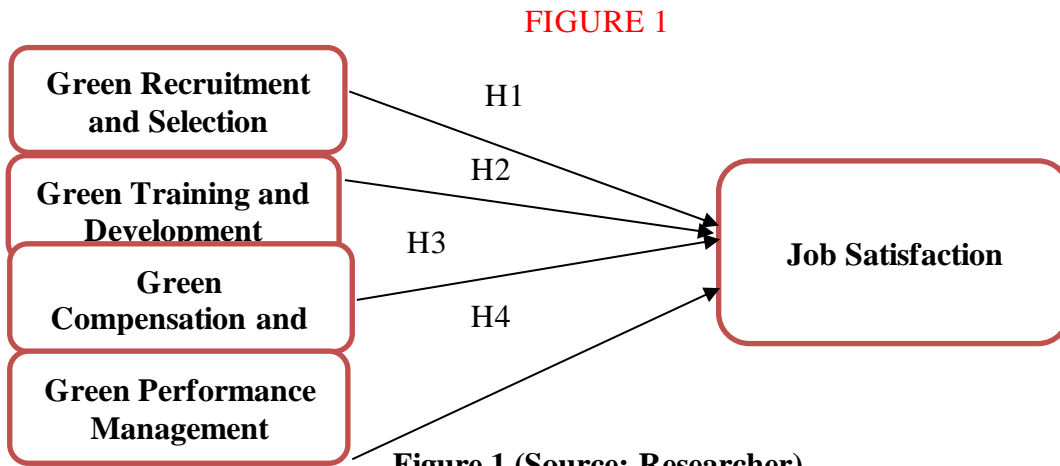 FIGURE 1
Green Recruitment
and Selection
H1
H2
Green Training and
Development
H3
Green
Compensation and
H4
Green Performance
Management
Job Satisfaction
Figure 1 (Source: Researcher)